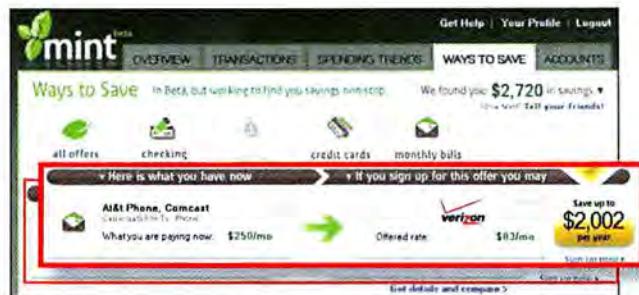 Get Help | Your Profile | Logout
mint beta
OVERVIEW TRANSACTIONS SPENDING TRENDS WAYS TO SAVE ACCOUNTS
Ways to Save In Beta, but working to find you savings non-stop. We found you $2,720 in savings
Tell your friends!
all offers checking credit cards monthly bills
Here is what you have now If you sign up for this offer you may
At&t Phone, Comcast
verizon
Save up to
$2,002
per year
What you are paying now: $250/mo Offered rate $83/mo
Get details and compare >